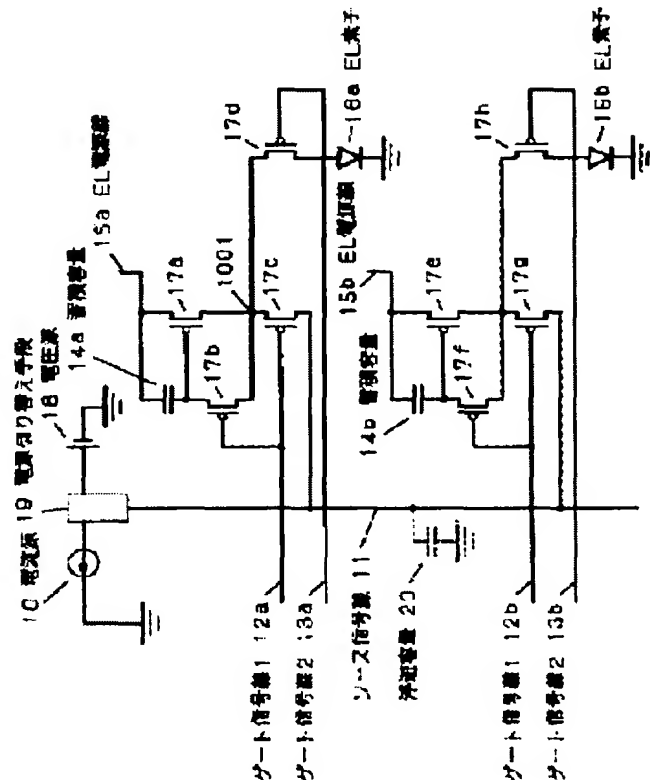 10 電流源
19 電源切り替え手段
18 電圧源
14a 蓄積容量
15a EL電源線
17a
17b
1001
17c
17d
16a EL素子
ゲート信号線1 12a
ゲート信号線2 13a
ソース信号線 11
浮遊容量 20
14b 蓄積容量
15b EL電源線
17e
17f
17g
17h
16b EL素子
ゲート信号線1 12b
ゲート信号線2 13b